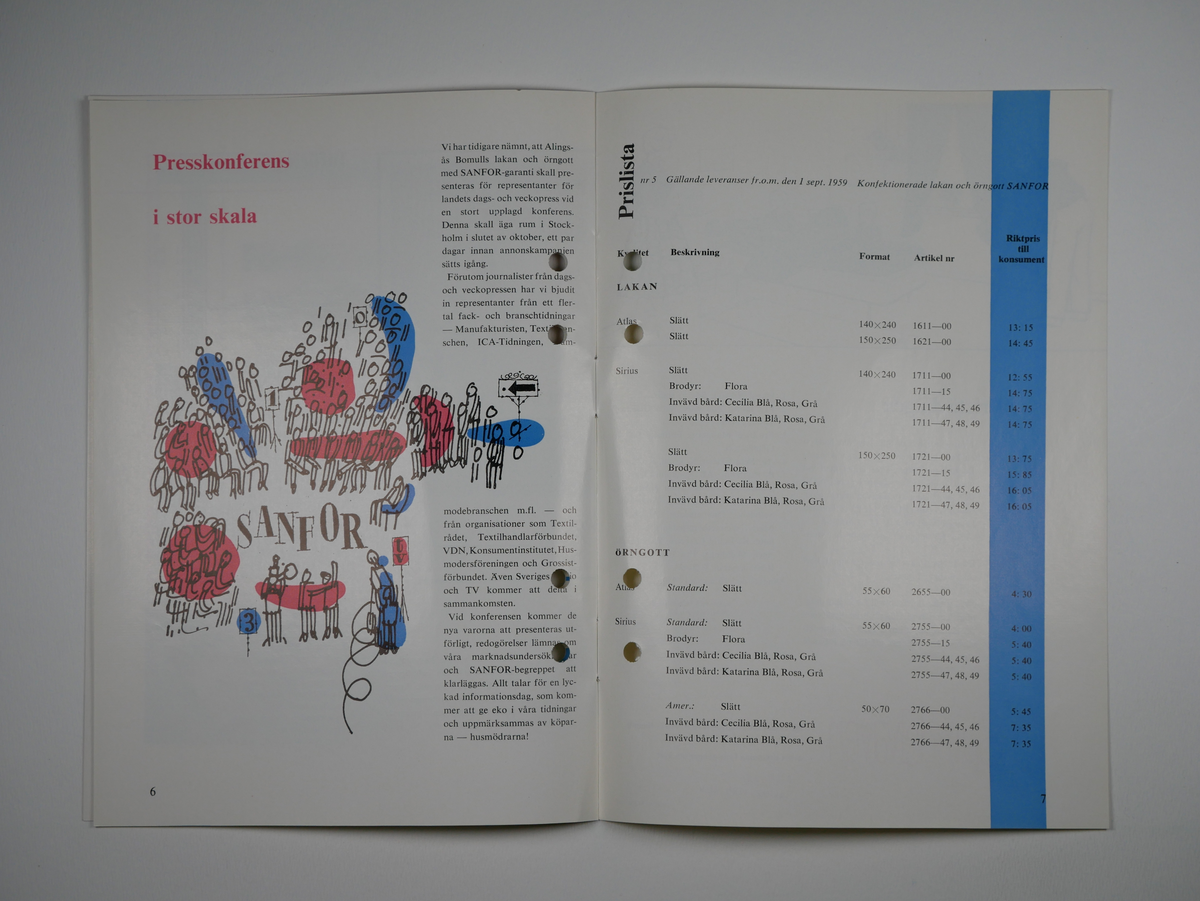 Presskonferens
i stor skala
Vi har tidigare nämnt, att Alings-
ås Bomulls lakan och örngott
med SANFOR-garanti skall pre-
senteras för representanter för
landets dags- och veckopress vid
en stort upplagd konferens.
Denna skall äga rum i Stock-
holm i slutet av oktober, ett par
dagar innan annonskampanjen
sätts igång.
Förutom journalister från dags-
och veckopressen har vi bjudit
in representanter från ett fler-
tal fack- och branschtidningar
— Manufakturisten,
schen, ICA-Tidningen,
0
1
SANFOR
TV
3
modebranschen m.fl. — och
från organisationer som Textil-
rådet, Textilhandlarförbundet,
VDN, Konsumentinstitutet, Hus-
modersföreningen och Grossist-
förbundet. Även Sveriges
och TV kommer att delta i
sammankomsten.
Vid konferensen kommer de
nya varorna att presenteras ut-
förligt, redogörelser lämnas om
våra
och SANFOR-begreppet att
klarläggas. Allt talar för en lyc-
kad informationsdag, som kom-
mer att ge eko i våra tidningar
och uppmärksammas av köpar-
na — husmödrarna!
6
Prislista
nr 5 Gällande leveranser fr.o.m. den 1 sept. 1959 Konfektionerade lakan och örngott SANFOR
Kvalitet Beskrivning Format Artikel nr Riktpris
till
konsument
LAKAN
Atlas Slätt 140×240 1611—00 13: 15
Slätt 150×250 1621—00 14: 45
Sirius Slätt 140×240 1711—00 12: 55
Brodyr: Flora 1711—15 14: 75
Invävd bård: Cecilia Blå, Rosa, Grå 1711—44, 45, 46 14: 75
Invävd bård: Katarina Blå, Rosa, Grå 1711—47, 48, 49 14: 75
Slätt 150×250 1721—00 13: 75
Brodyr: Flora 1721—15 15: 85
Invävd bård: Cecilia Blå, Rosa, Grå 1721—44, 45, 46 16: 05
Invävd bård: Katarina Blå, Rosa, Grå 1721—47, 48, 49 16: 05
ÖRNGOTT
Atlas Standard: Slätt 55×60 2655—00 4: 30
Sirius Standard: Slätt 55×60 2755—00 4: 00
Brodyr: Flora 2755—15 5: 40
Invävd bård: Cecilia Blå, Rosa, Grå 2755—44, 45, 46 5: 40
Invävd bård: Katarina Blå, Rosa, Grå 2755—47, 48, 49 5: 40
Amer.: Slätt 50×70 2766—00 5: 45
Invävd bård: Cecilia Blå, Rosa, Grå 2766—44, 45, 46 7: 35
Invävd bård: Katarina Blå, Rosa, Grå 2766—47, 48, 49 7: 35
7